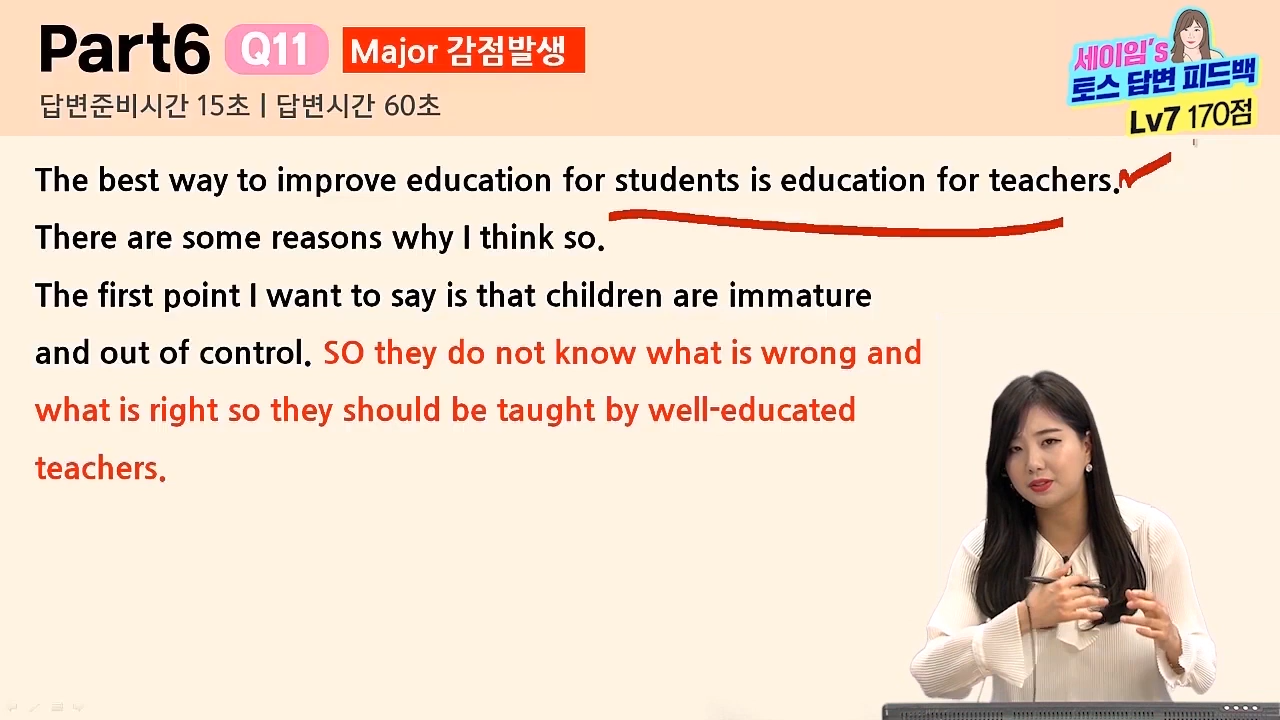 Part6 Q11 Major 감점발생
답변준비시간 15초 | 답변시간 60초
세이임's
토스 답변 피드백
Lv7 170점
The best way to improve education for students is education for teachers.
There are some reasons why I think so.
The first point I want to say is that children are immature
and out of control. SO they do not know what is wrong and
what is right so they should be taught by well-educated
teachers.